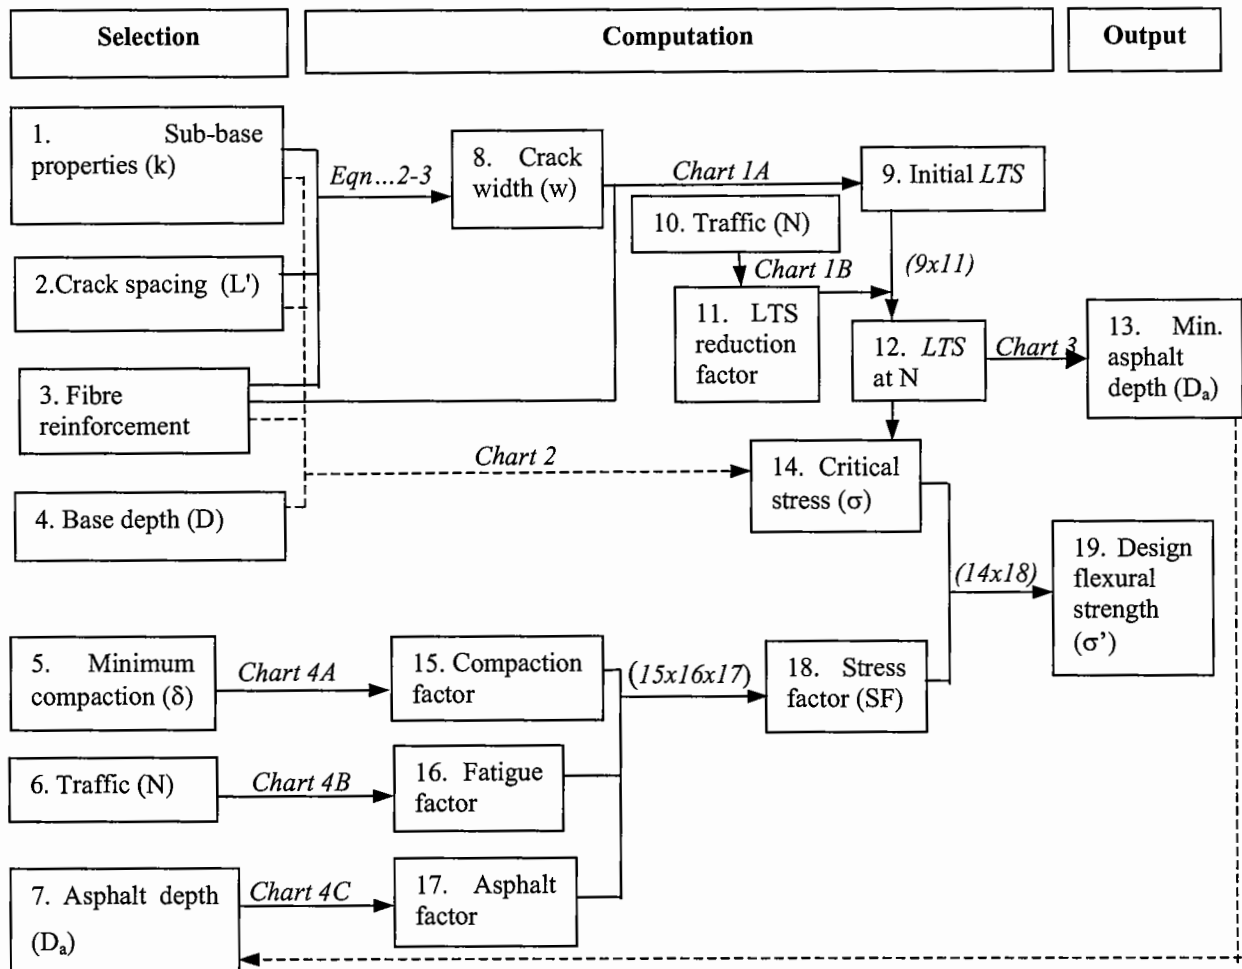 Selection
Computation
Output
1. Sub-base
properties (k)
Eqn...2-3
8. Crack
width (w)
Chart 1A
9. Initial LTS
10. Traffic (N)
Chart 1B
(9x11)
2.Crack spacing (L')
11. LTS
reduction
factor
12. LTS
at N
Chart 3
13. Min.
asphalt
depth (Da)
3. Fibre
reinforcement
Chart 2
14. Critical
stress (σ)
4. Base depth (D)
(14x18)
19. Design
flexural
strength
(σ')
5. Minimum
compaction (δ)
Chart 4A
15. Compaction
factor
(15x16x17)
18. Stress
factor (SF)
6. Traffic (N)
Chart 4B
16. Fatigue
factor
7. Asphalt depth
(Da)
Chart 4C
17. Asphalt
factor